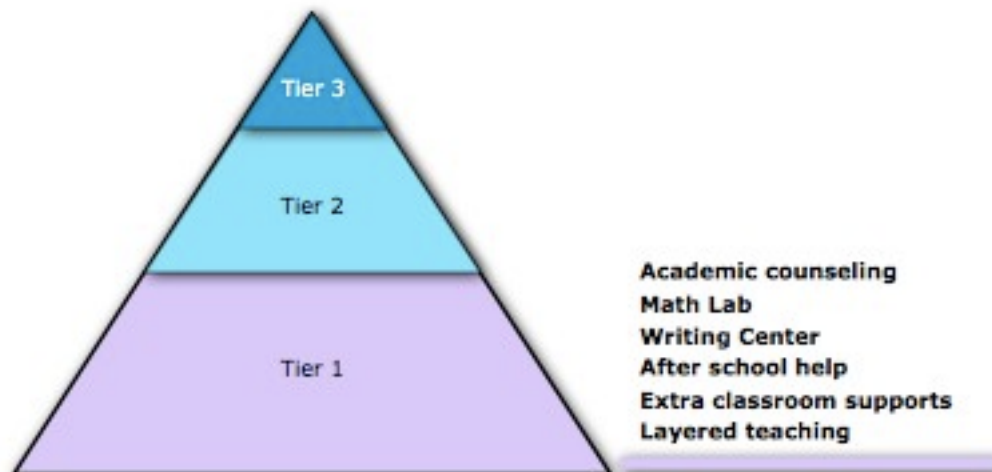 Tier 3
Tier 2
Tier 1
Academic counseling
Math Lab
Writing Center
After school help
Extra classroom supports
Layered teaching